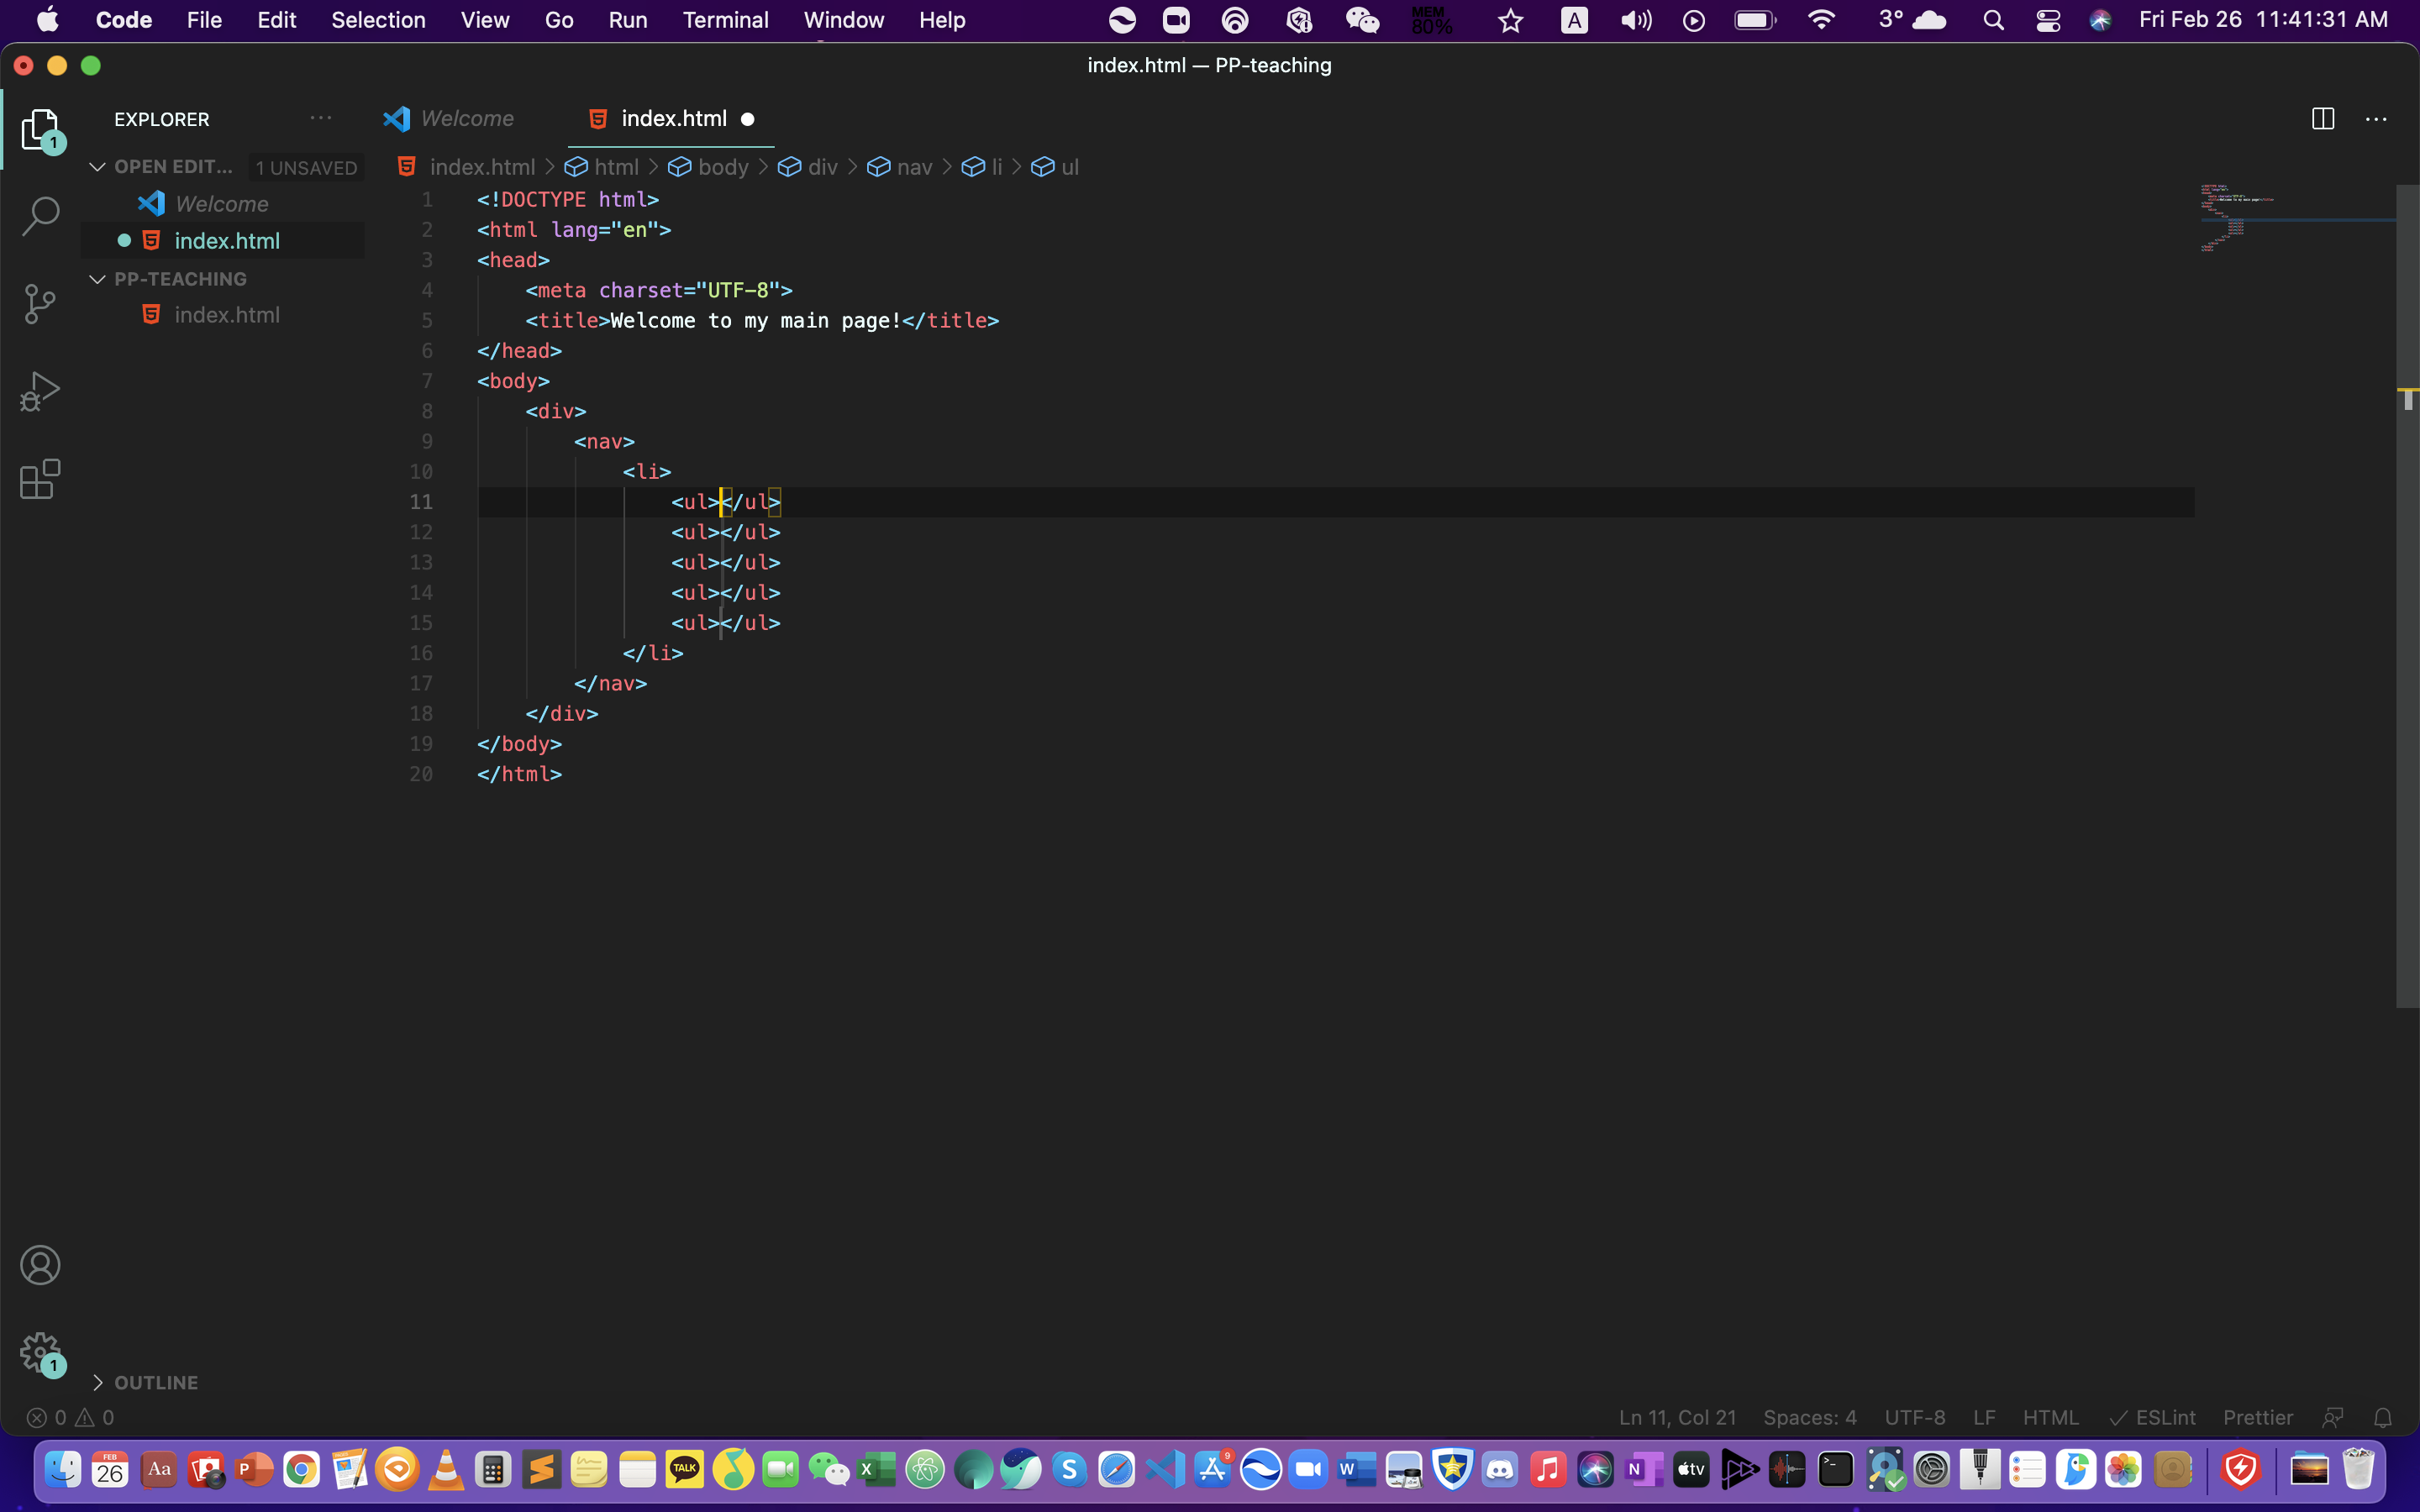 Code File Edit Selection View Go Run Terminal Window Help MEM 80% A 3° Fri Feb 26 11:41:31 AM
index.html — PP-teaching
EXPLORER
Welcome index.html
1
OPEN EDIT... 1 UNSAVED
index.html > html > body > div > nav > li > ul
Welcome
index.html
PP-TEACHING
index.html
1 <!DOCTYPE html>
2 <html lang="en">
3 <head>
4 <meta charset="UTF-8">
5 <title>Welcome to my main page!</title>
6 </head>
7 <body>
8 <div>
9 <nav>
10 <li>
11 <ul></ul>
12 <ul></ul>
13 <ul></ul>
14 <ul></ul>
15 <ul></ul>
16 </li>
17 </nav>
18 </div>
19 </body>
20 </html>
1
OUTLINE
0 0 Ln 11, Col 21 Spaces: 4 UTF-8 LF HTML ESLint Prettier
FEB 26 Aa P TALK X S 9 W N tv